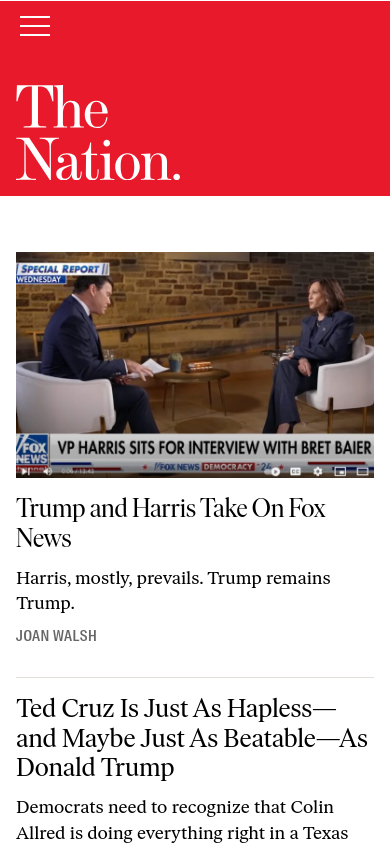 The
Nation.
SPECIAL REPORT
WEDNESDAY
FOX
NEWS
VP HARRIS SITS FOR INTERVIEW WITH BRET BAIER
FOX NEWS DEMOCRACY '24
CC
Trump and Harris Take On Fox
News
Harris, mostly, prevails. Trump remains
Trump.
JOAN WALSH
Ted Cruz Is Just As Hapless—
and Maybe Just As Beatable—As
Donald Trump
Democrats need to recognize that Colin
Allred is doing everything right in a Texas